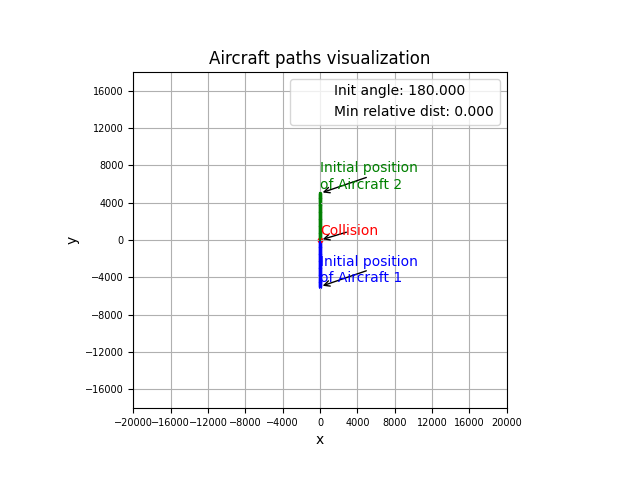 Aircraft paths visualization
Init angle: 180.000
Min relative dist: 0.000
y
16000
12000
8000
4000
0
−4000
−8000
−12000
−16000
Initial position
of Aircraft 2
Collision
Initial position
of Aircraft 1
−20000−16000−12000−8000 −4000 0 4000 8000 12000 16000 20000
x